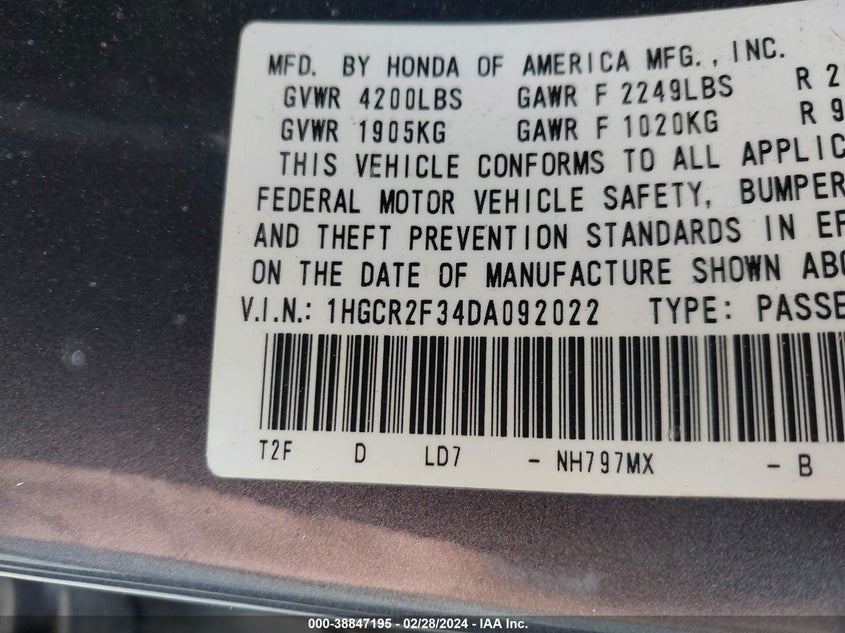 MFD. BY HONDA OF AMERICA MFG., INC.
GVWR 4200LBS GAWR F 2249LBS R 2
GVWR 1905KG GAWR F 1020KG R 9
THIS VEHICLE CONFORMS TO ALL APPLIC
FEDERAL MOTOR VEHICLE SAFETY, BUMPER
AND THEFT PREVENTION STANDARDS IN EF
ON THE DATE OF MANUFACTURE SHOWN ABO
V.I.N.: 1HGCR2F34DA092022 TYPE: PASSE
T2F D LD7 - NH797MX - B
000-38847195 - 02/28/2024 - IAA Inc.